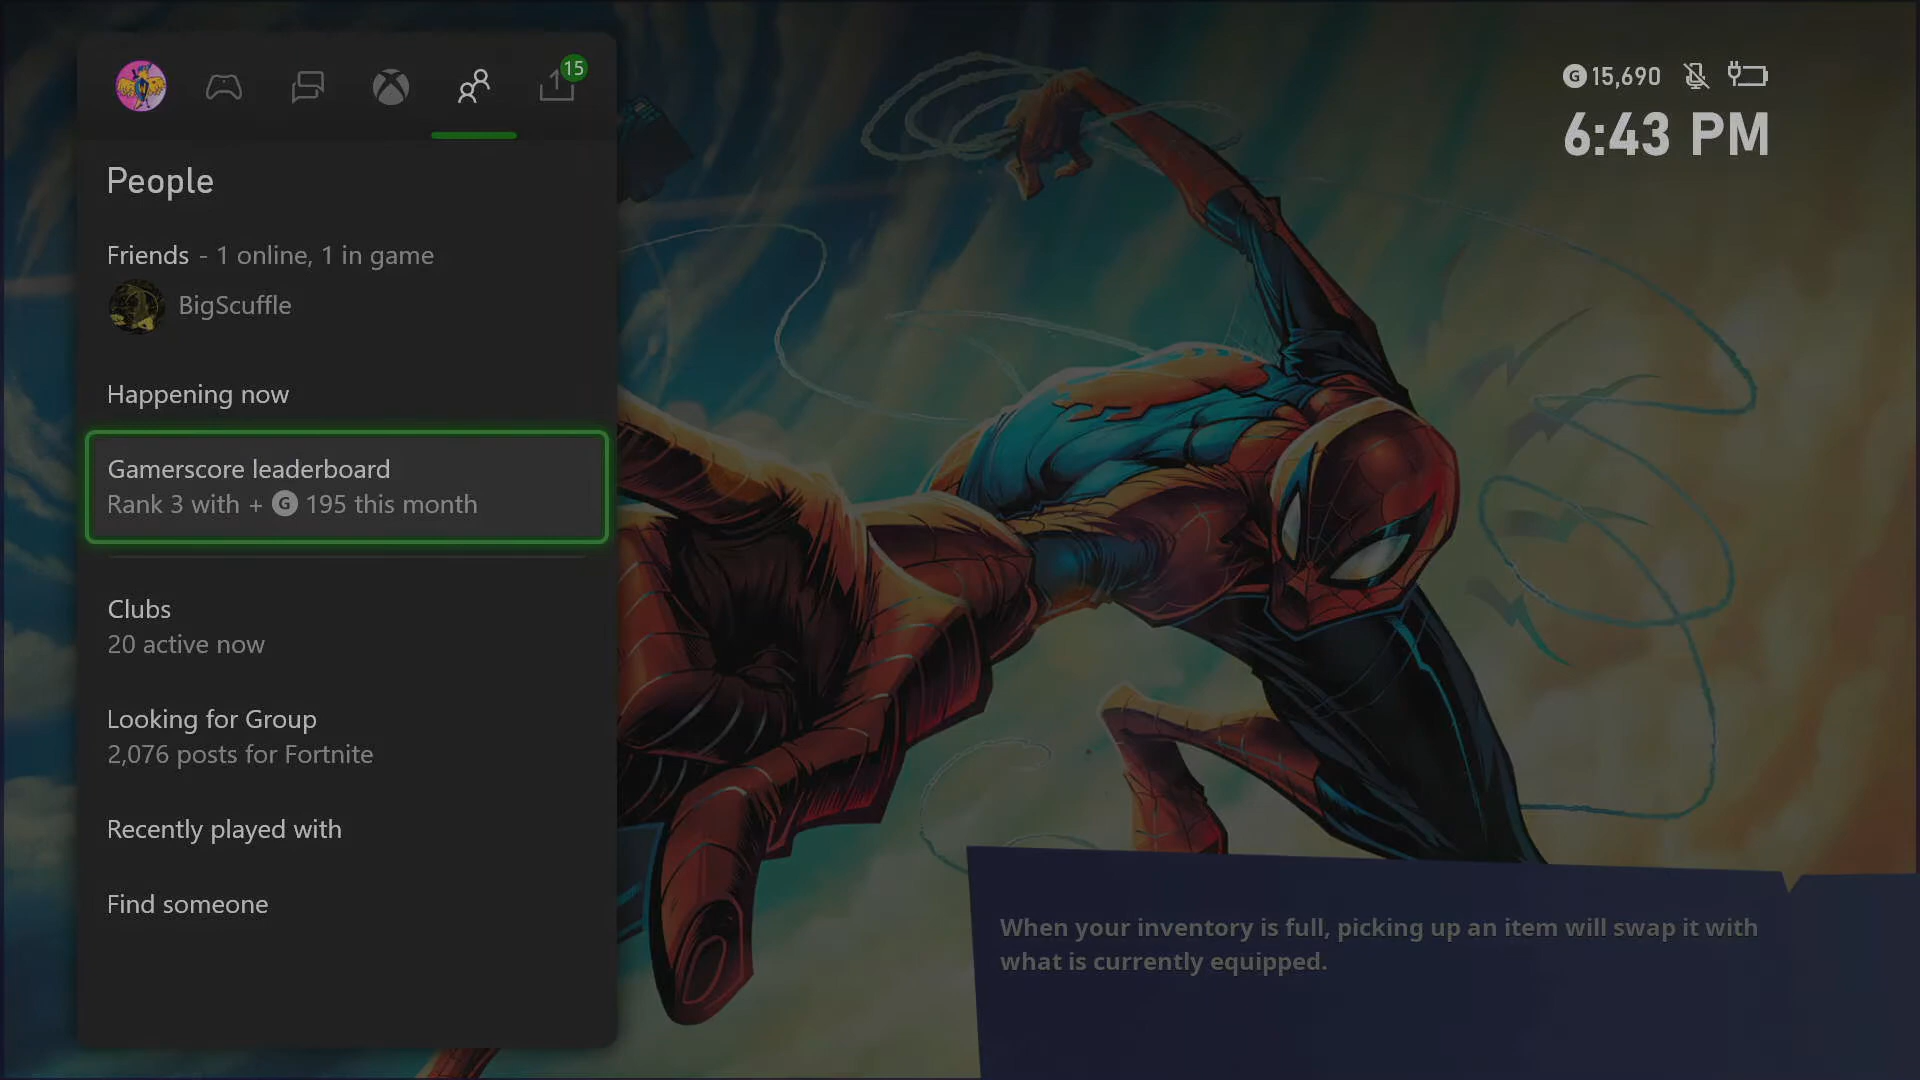 15
G 15,690
6:43 PM
People
Friends - 1 online, 1 in game
BigScuffle
Happening now
Gamerscore leaderboard
Rank 3 with + G 195 this month
Clubs
20 active now
Looking for Group
2,076 posts for Fortnite
Recently played with
Find someone
When your inventory is full, picking up an item will swap it with
what is currently equipped.